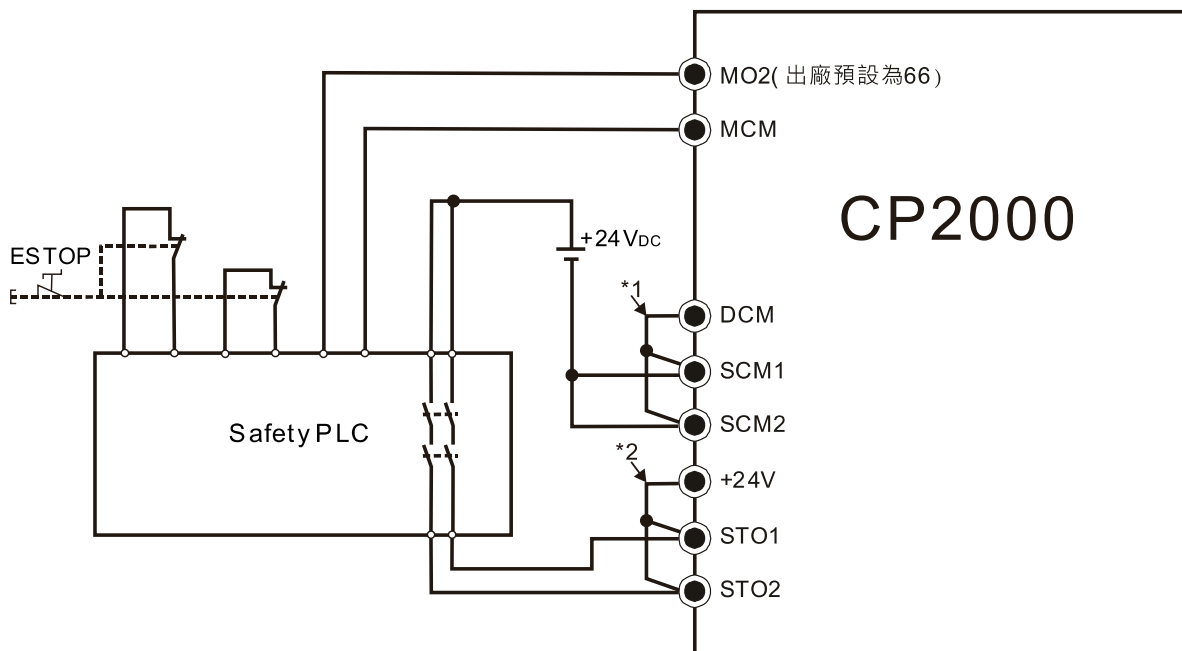 MO2( 出廠預設為66 )
MCM
CP2000
+24VDC
ESTOP
*1
DCM
SCM1
Safety PLC
SCM2
*2
+24V
STO1
STO2